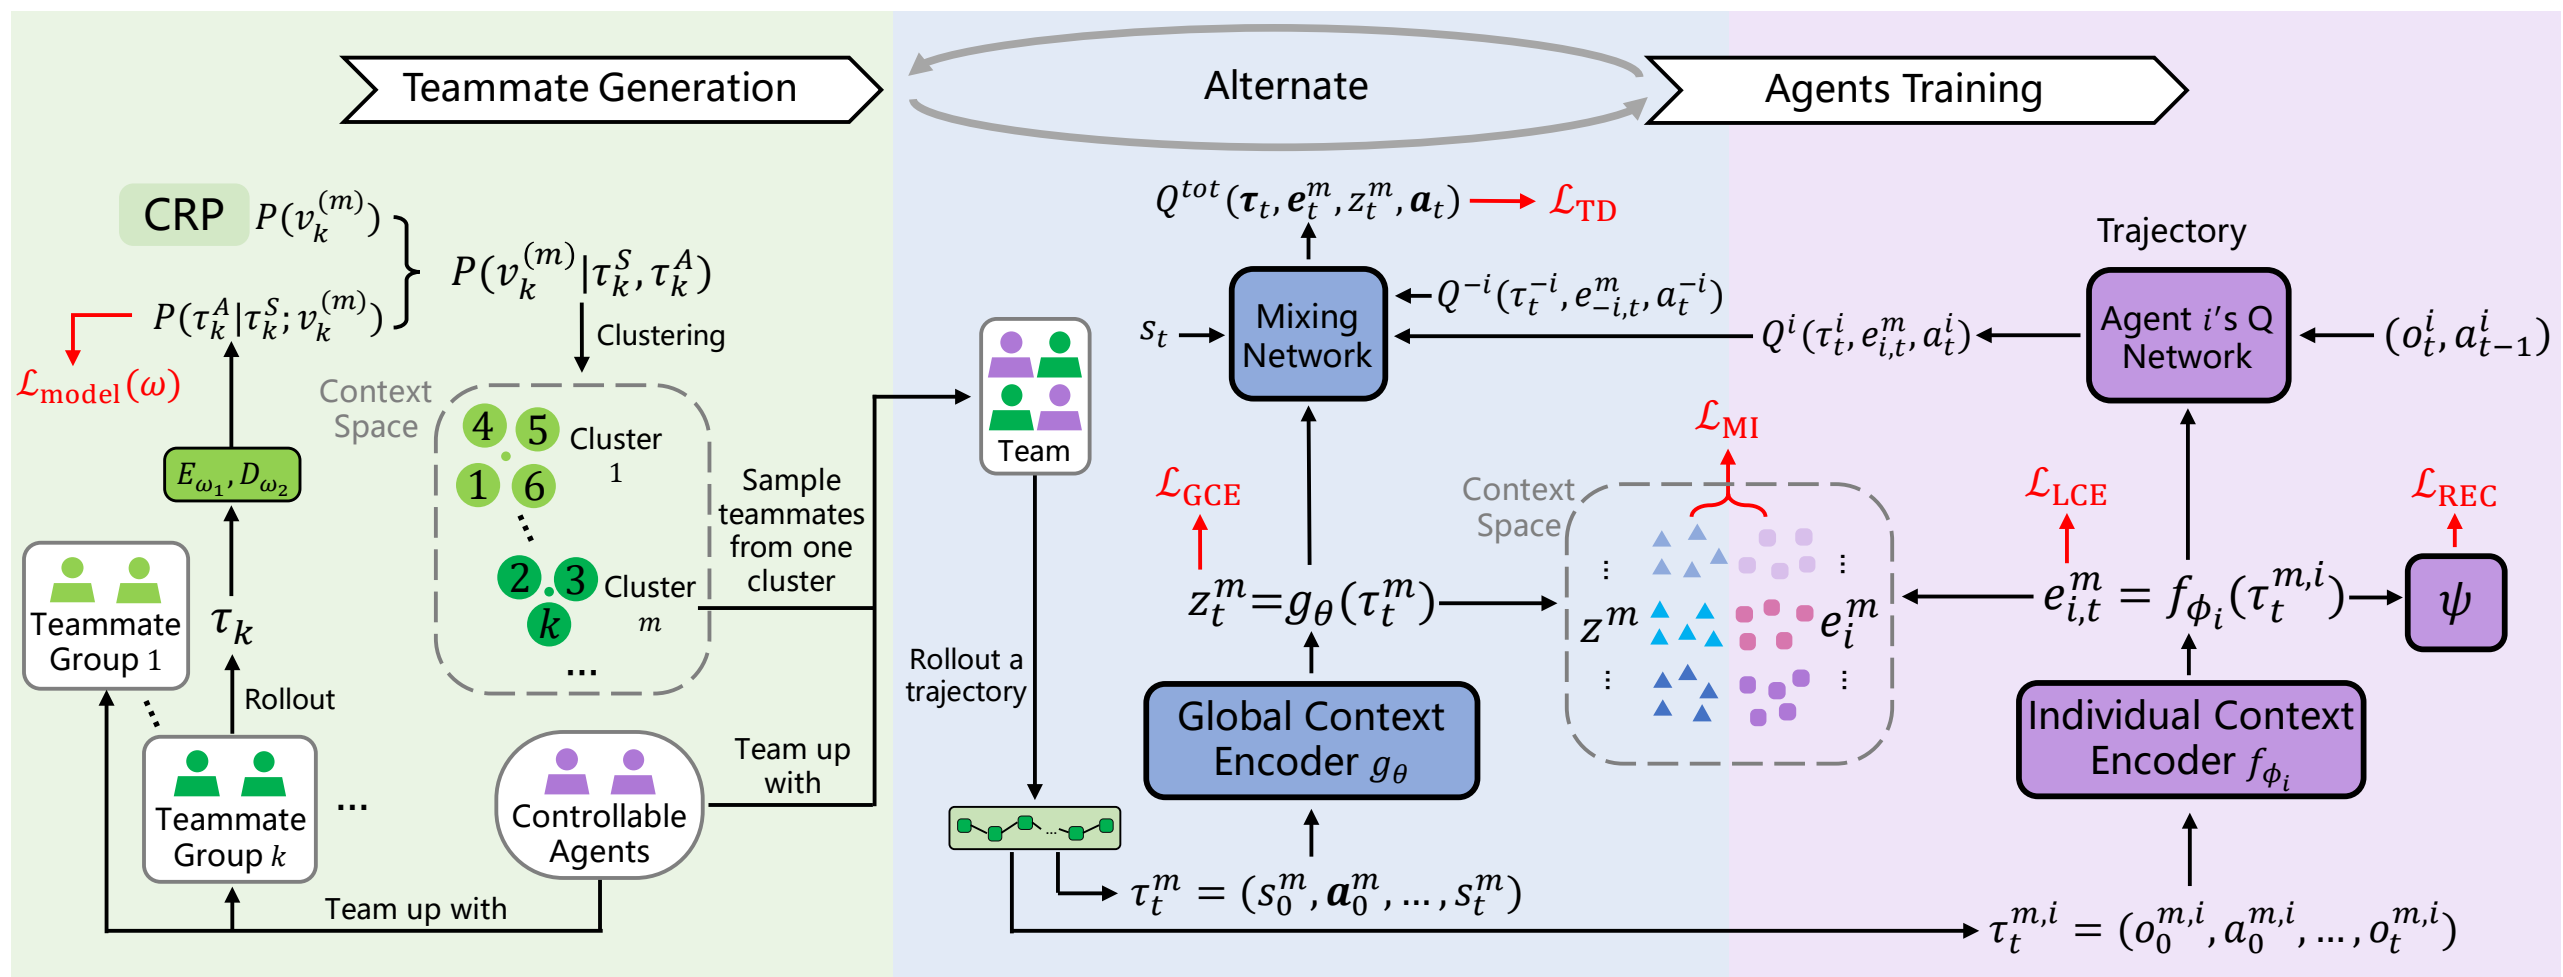 Teammate Generation
Alternate
Agents Training
CRP
P(v_k^{(m)})
P(τ_k^A|τ_k^S; v_k^{(m)})
P(v_k^{(m)}|τ_k^S, τ_k^A)
ℒ_model(ω)
Clustering
E_{ω_1}, D_{ω_2}
Context
Space
4
5
1
6
Cluster
1
2
3
k
Cluster
m
...
τ_k
Rollout
Teammate
Group 1
Teammate
Group k
...
Controllable
Agents
Team up with
Sample
teammates
from one
cluster
Team up
with
Team
Rollout a
trajectory
...
Q^{tot}(τ_t, e_t^m, z_t^m, a_t)
ℒ_TD
Mixing
Network
s_t
Q^{-i}(τ_t^{-i}, e_{-i,t}^m, a_t^{-i})
Q^i(τ_t^i, e_{i,t}^m, a_t^i)
Trajectory
Agent i's Q
Network
(o_t^i, a_{t-1}^i)
ℒ_GCE
z_t^m=g_θ(τ_t^m)
Global Context
Encoder g_θ
τ_t^m = (s_0^m, a_0^m, ..., s_t^m)
ℒ_MI
Context
Space
...
...
z^m
e_i^m
...
...
ℒ_LCE
ℒ_REC
e_{i,t}^m = f_{ϕ_i}(τ_t^{m,i})
ψ
Individual Context
Encoder f_{ϕ_i}
τ_t^{m,i} = (o_0^{m,i}, a_0^{m,i}, ..., o_t^{m,i})